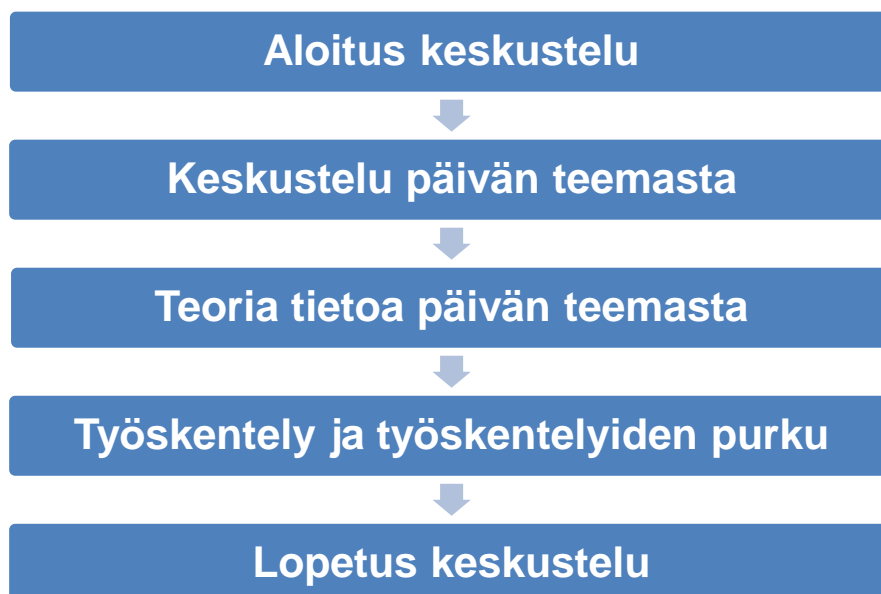 Aloitus keskustelu
Keskustelu päivän teemasta
Teoria tietoa päivän teemasta
Työskentely ja työskentelyiden purku
Lopetus keskustelu